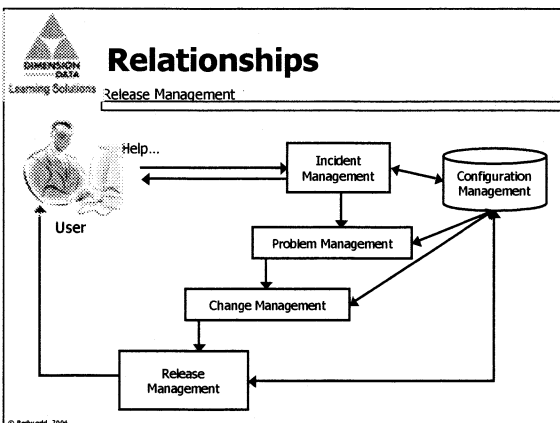 DIMENSION
DATA
Learning Solutions
Relationships
Release Management
Help...
User
Incident
Management
Configuration
Management
Problem Management
Change Management
Release
Management